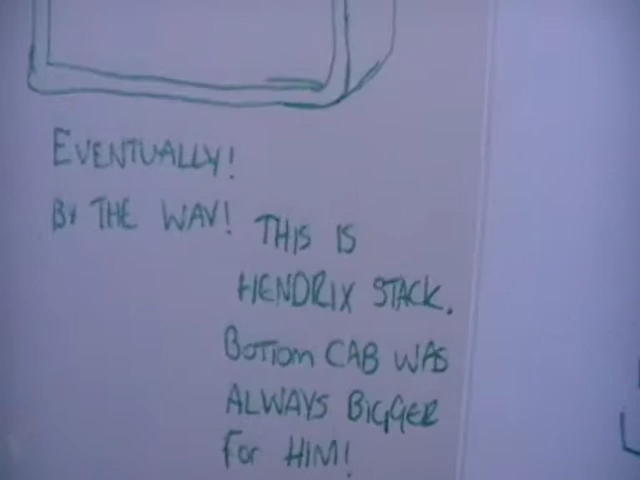 EVENTUALLY!
By THE WAY!
THIS IS
HENDRIX STACK.
BOTTOM CAB WAS
ALWAYS BIGGER
FOR HIM!